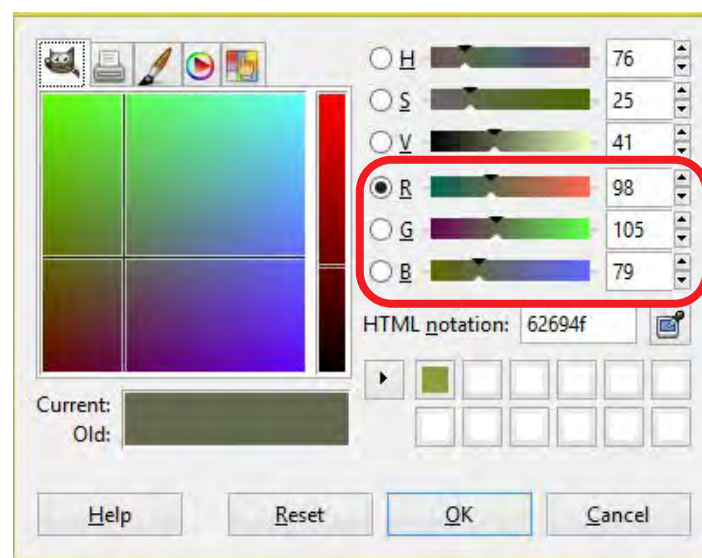 H 76
S 25
V 41
R 98
G 105
B 79
HTML notation: 62694f
Current:
Old:
Help Reset OK Cancel